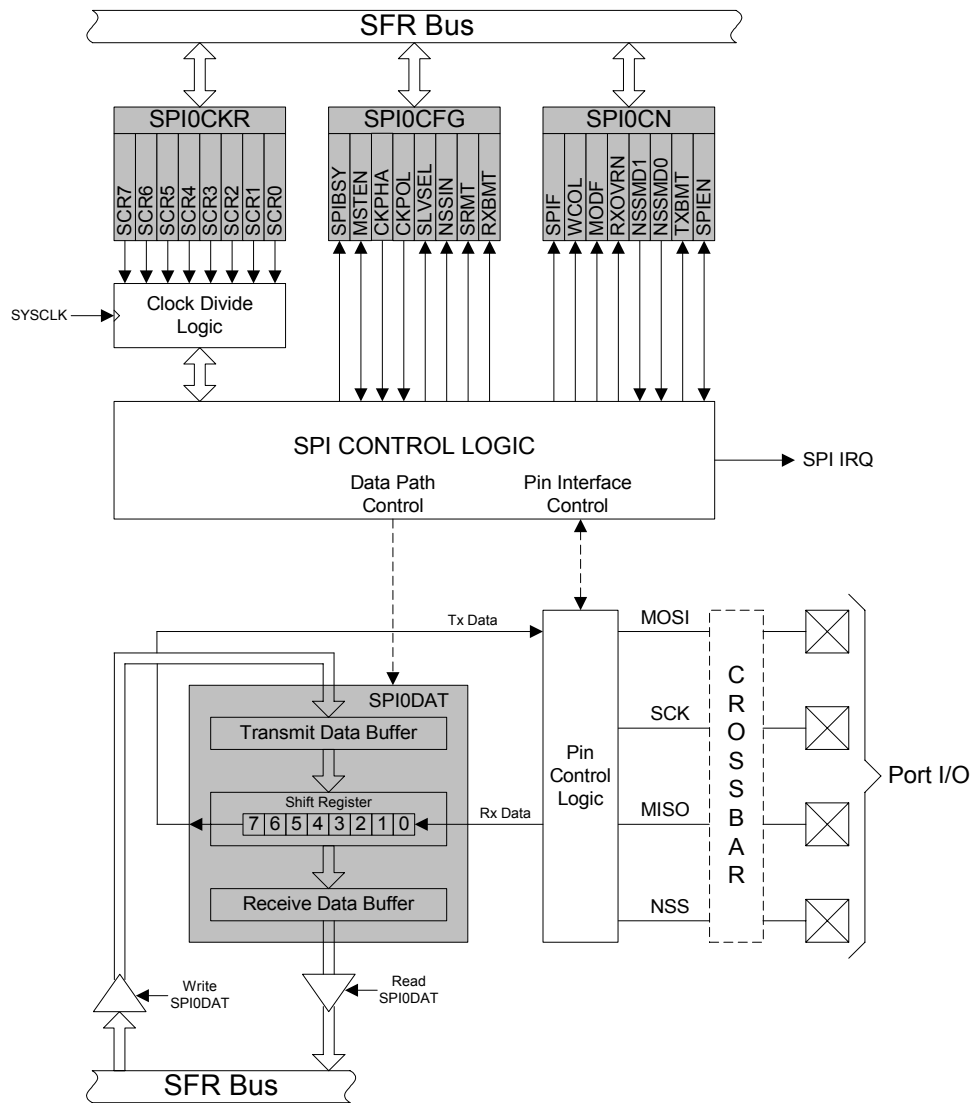 SFR Bus
SPI0CKR
SPI0CFG
SPI0CN
SCR7
SCR6
SCR5
SCR4
SCR3
SCR2
SCR1
SCR0
SPIBSY
MSTEN
CKPHA
CKPOL
SLVSEL
NSSIN
SRMT
RXBMT
SPIF
WCOL
MODF
RXOVRN
NSSMD1
NSSMD0
TXBMT
SPIEN
SYSCLK
Clock Divide
Logic
SPI CONTROL LOGIC
Data Path
Control
Pin Interface
Control
SPI IRQ
Tx Data
SPI0DAT
Transmit Data Buffer
Shift Register
7 6 5 4 3 2 1 0
Rx Data
Receive Data Buffer
Pin
Control
Logic
MOSI
SCK
MISO
NSS
CROSSBAR
Port I/O
Write
SPI0DAT
Read
SPI0DAT
SFR Bus